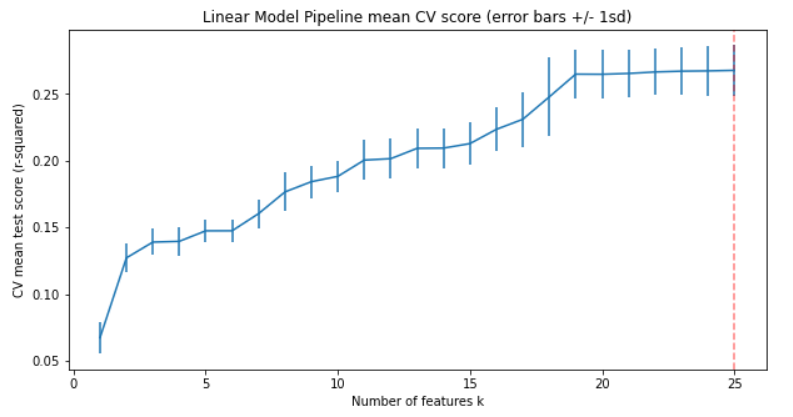 Linear Model Pipeline mean CV score (error bars +/- 1sd)
CV mean test score (r-squared)
0.25
0.20
0.15
0.10
0.05
0 5 10 15 20 25
Number of features k